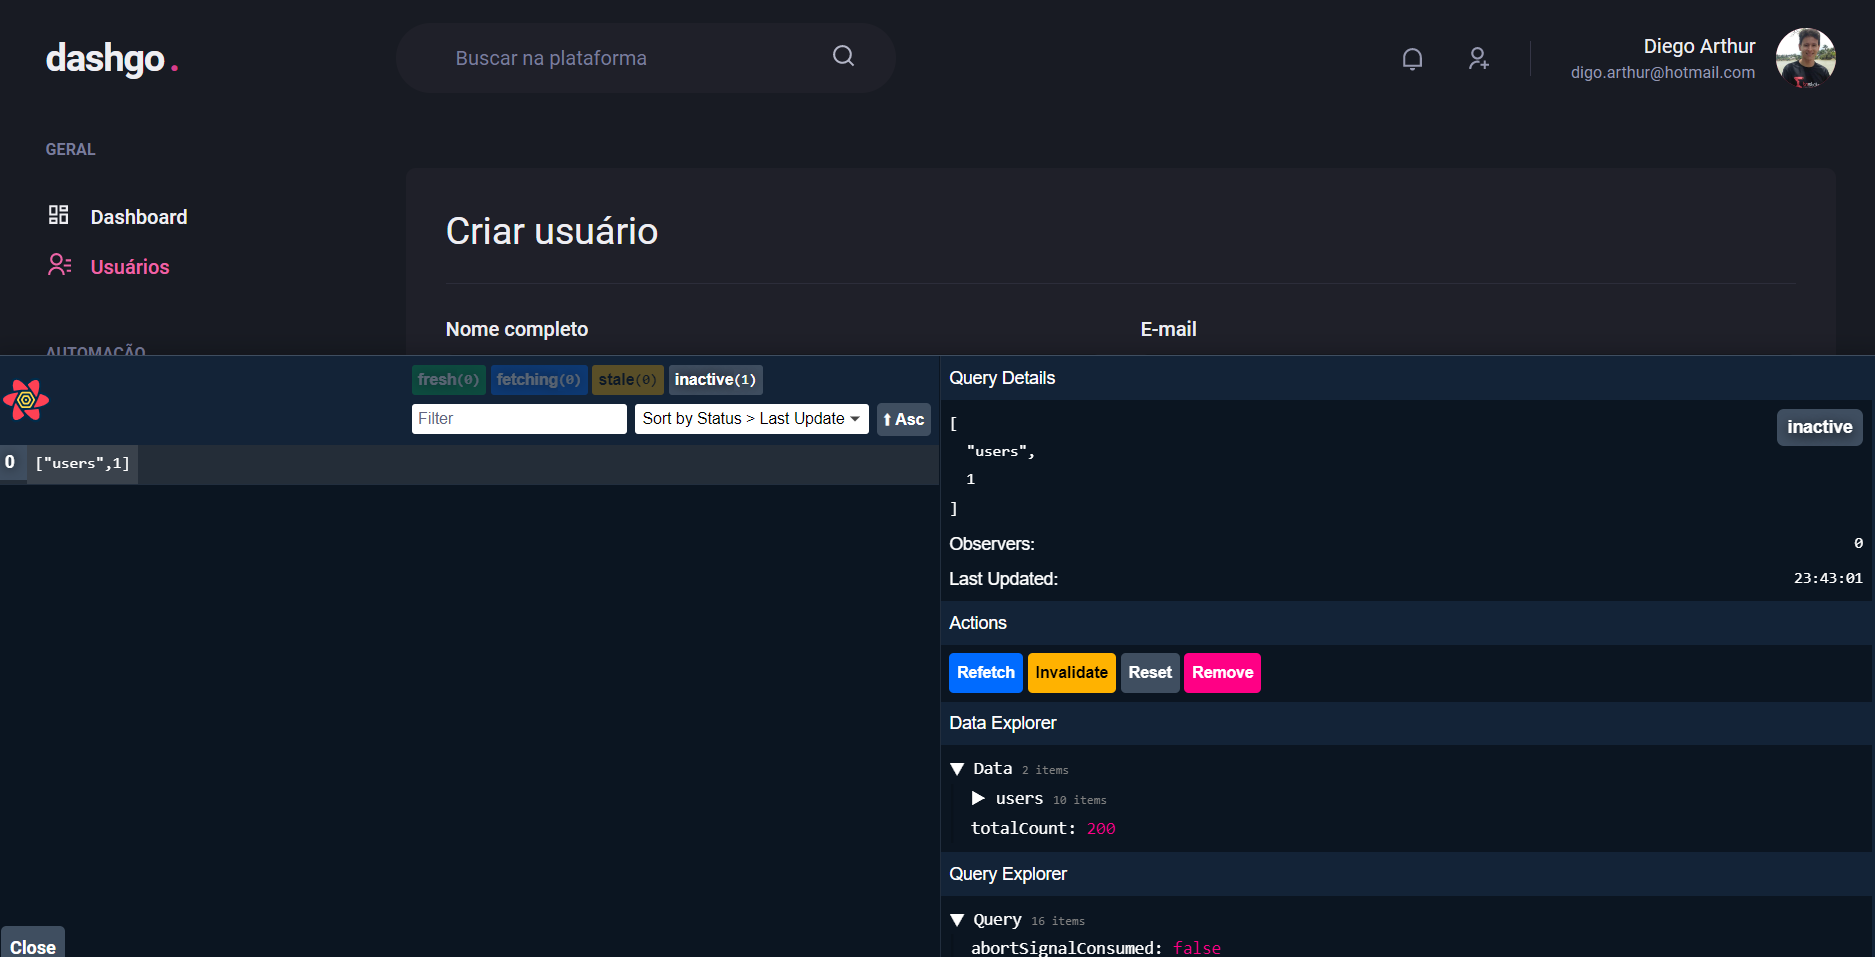 dashgo.
Buscar na plataforma
Diego Arthur
digo.arthur@hotmail.com
GERAL
Dashboard
Usuários
AUTOMAÇÃO
Criar usuário
Nome completo
E-mail
fresh(0) fetching(0) stale(0) inactive(1)
Filter
Sort by Status > Last Update
⬆ Asc
0 ["users",1]
Close
Query Details
[
"users",
1
]
inactive
Observers: 0
Last Updated: 23:43:01
Actions
Refetch Invalidate Reset Remove
Data Explorer
▼ Data 2 items
▶ users 10 items
totalCount: 200
Query Explorer
▼ Query 16 items
abortSignalConsumed: false